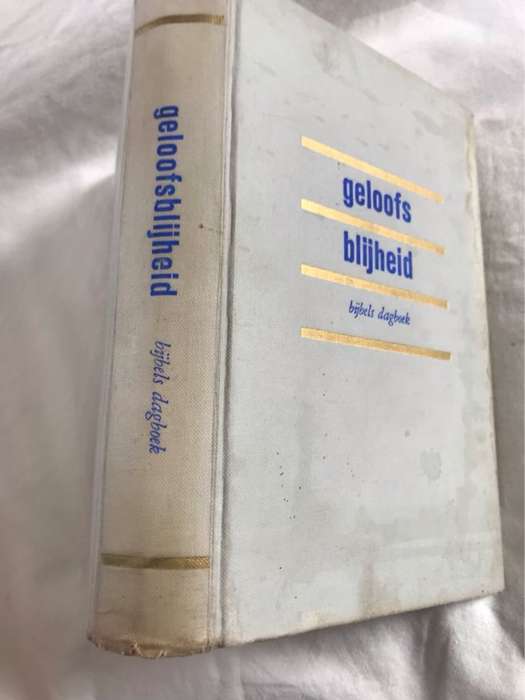 geloofsblijheid
bijbels dagboek
geloofs
blijheid
bijbels dagboek